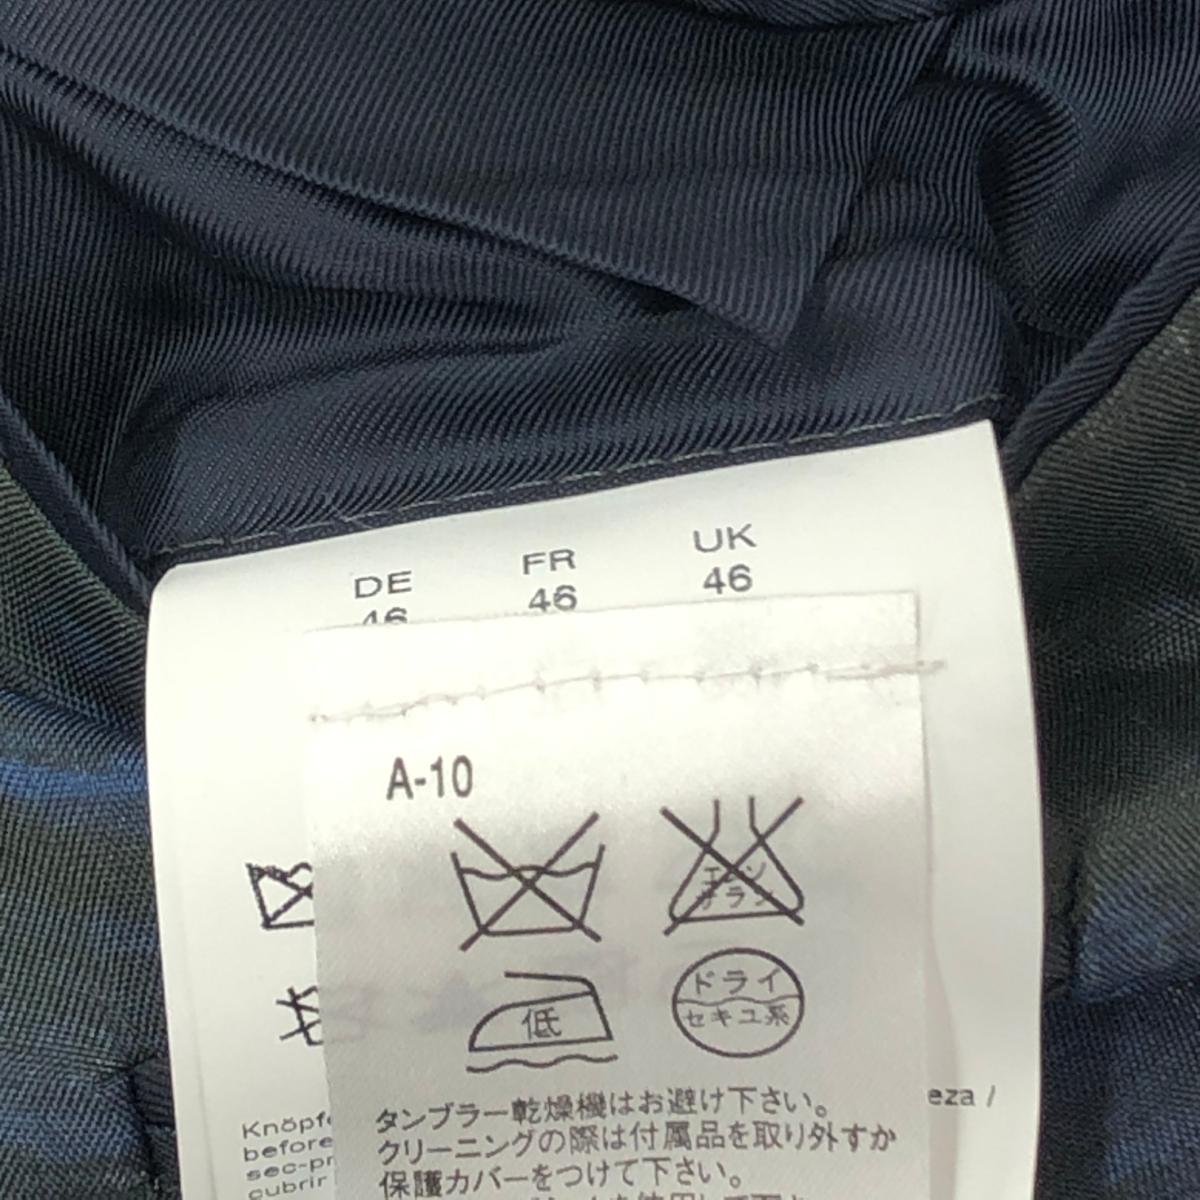 DE FR UK
46 46 46
A-10
エンソ
サラシ
低
ドライ
セキユ系
タンブラー乾燥機はお避け下さい。
クリーニングの際は付属品を取り外すか
保護カバーをつけて下さい。
Knöpfe
before
sec-pr
cubrir
eza /